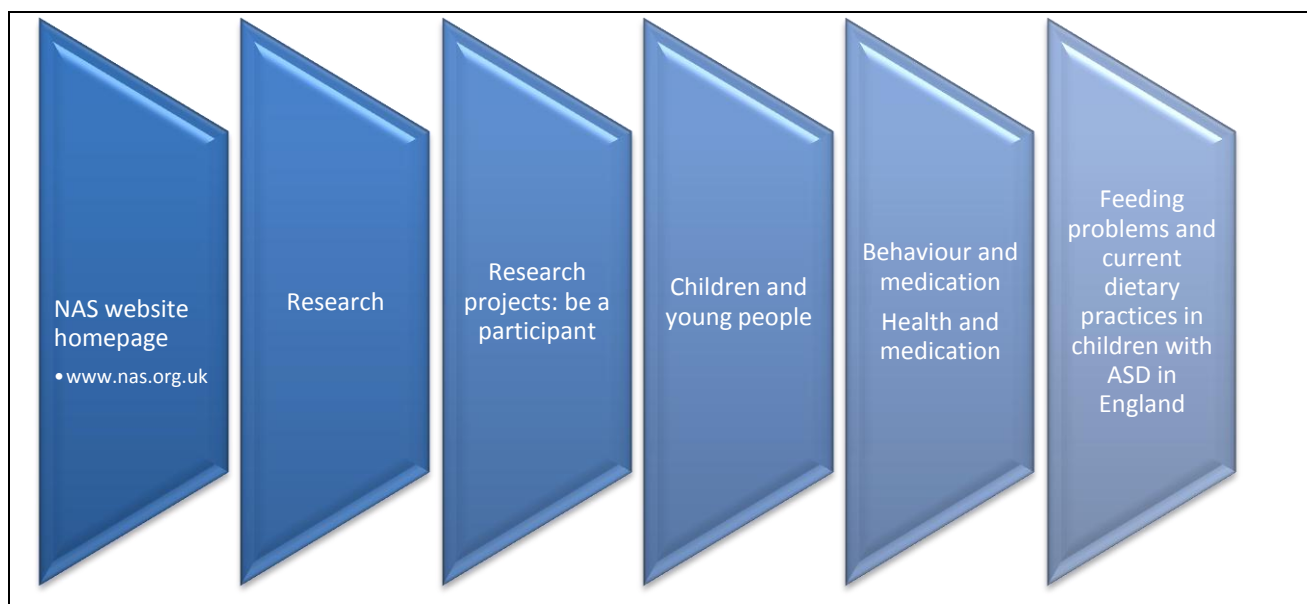 NAS website
homepage
• www.nas.org.uk
Research
Research
projects: be a
participant
Children and
young people
Behaviour and
medication
Health and
medication
Feeding
problems and
current
dietary
practices in
children with
ASD in
England